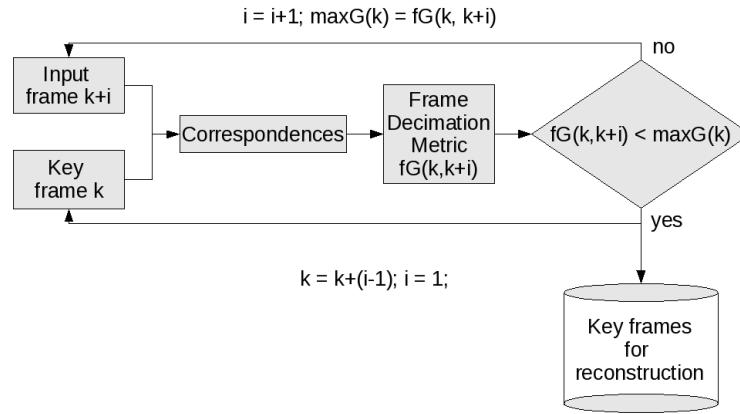 i = i+1; maxG(k) = fG(k, k+i)
no
Input
frame k+i
Key
frame k
Correspondences
Frame
Decimation
Metric
fG(k,k+i)
fG(k,k+i) < maxG(k)
yes
k = k+(i-1); i = 1;
Key frames
for
reconstruction